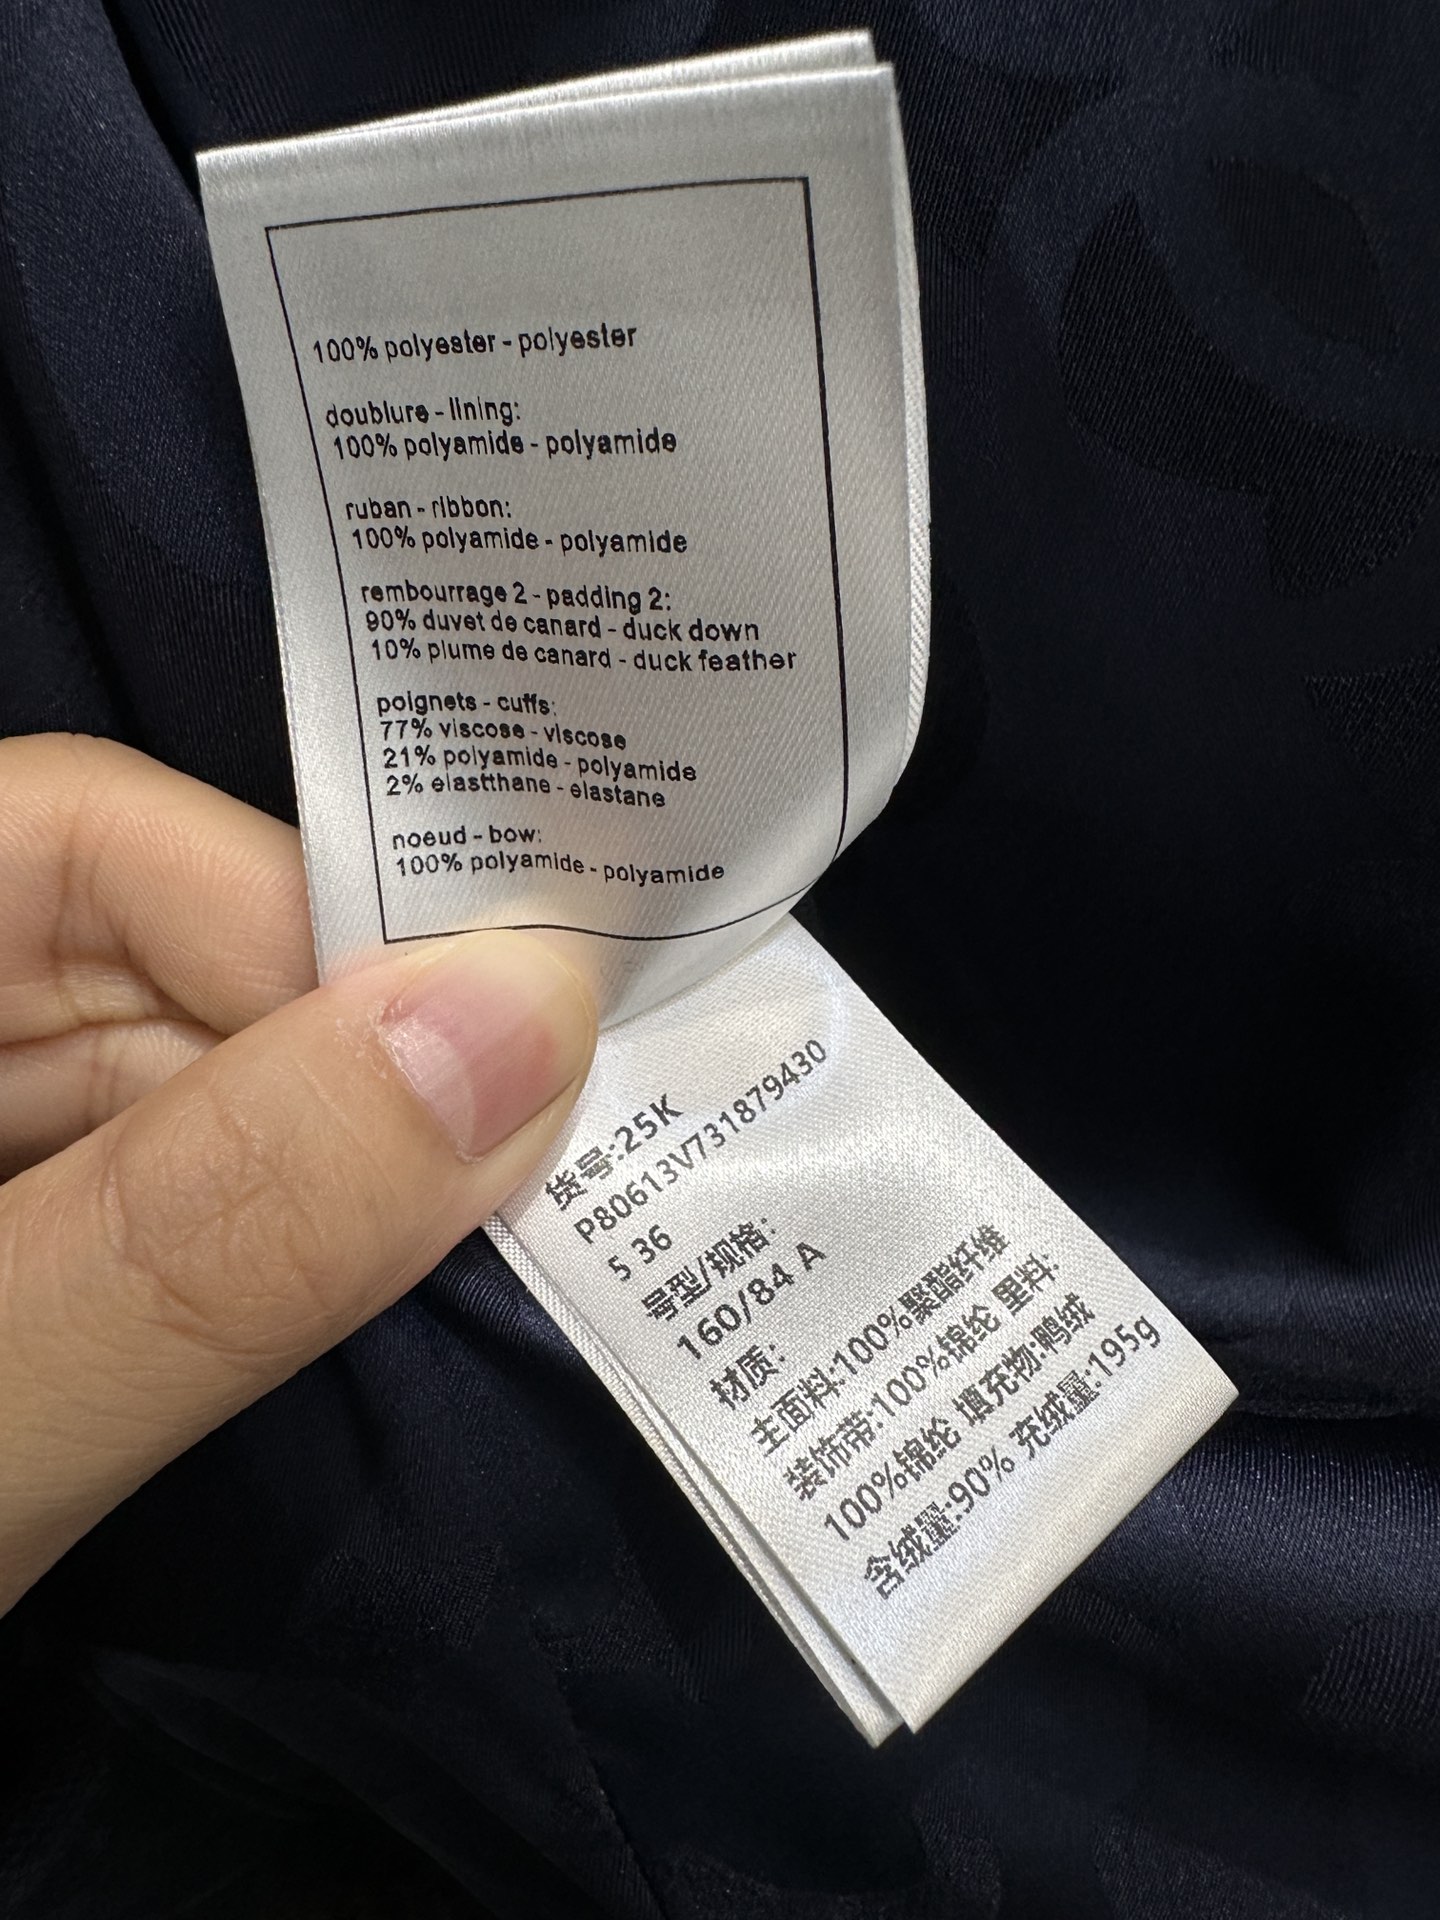 100% polyester - polyester
doublure - lining:
100% polyamide - polyamide
ruban - ribbon:
100% polyamide - polyamide
rembourrage 2 - padding 2:
90% duvet de canard - duck down
10% plume de canard - duck feather
poignets - cuffs:
77% viscose - viscose
21% polyamide - polyamide
2% elastthane - elastane
noeud - bow:
100% polyamide - polyamide
货号:25K
P80613V731879430
5 36
号型/规格:
160/84 A
材质:
主面料:100%聚酯纤维
装饰带:100%锦纶 里料:
100%锦纶 填充物:鸭绒
含绒量:90% 充绒量:195g